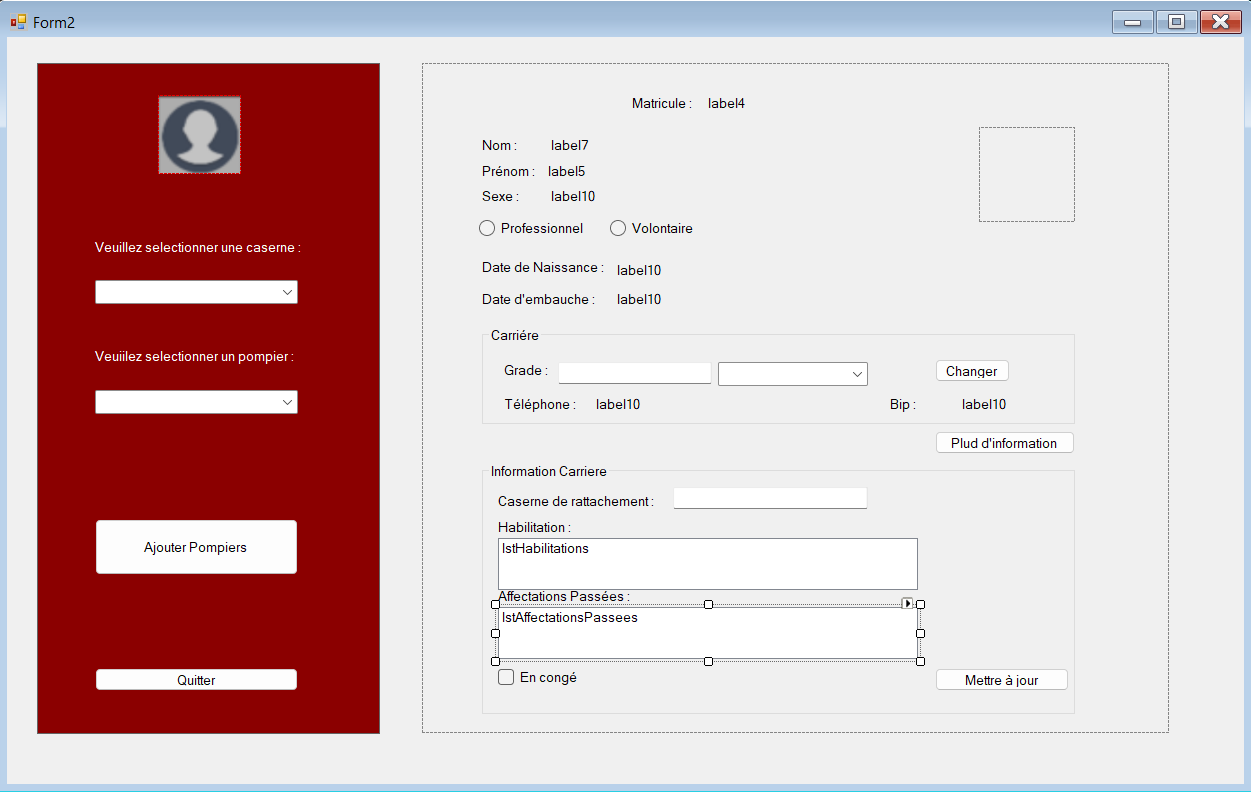 Form2
Veuillez selectionner une caserne :
Veuiilez selectionner un pompier :
Ajouter Pompiers
Quitter
Matricule : label4
Nom : label7
Prénom : label5
Sexe : label10
Professionnel Volontaire
Date de Naissance : label10
Date d'embauche : label10
Carriére
Grade : Changer
Téléphone : label10 Bip : label10
Plud d'information
Information Carriere
Caserne de rattachement :
Habilitation :
lstHabilitations
Affectations Passées :
lstAffectationsPassees
En congé
Mettre à jour